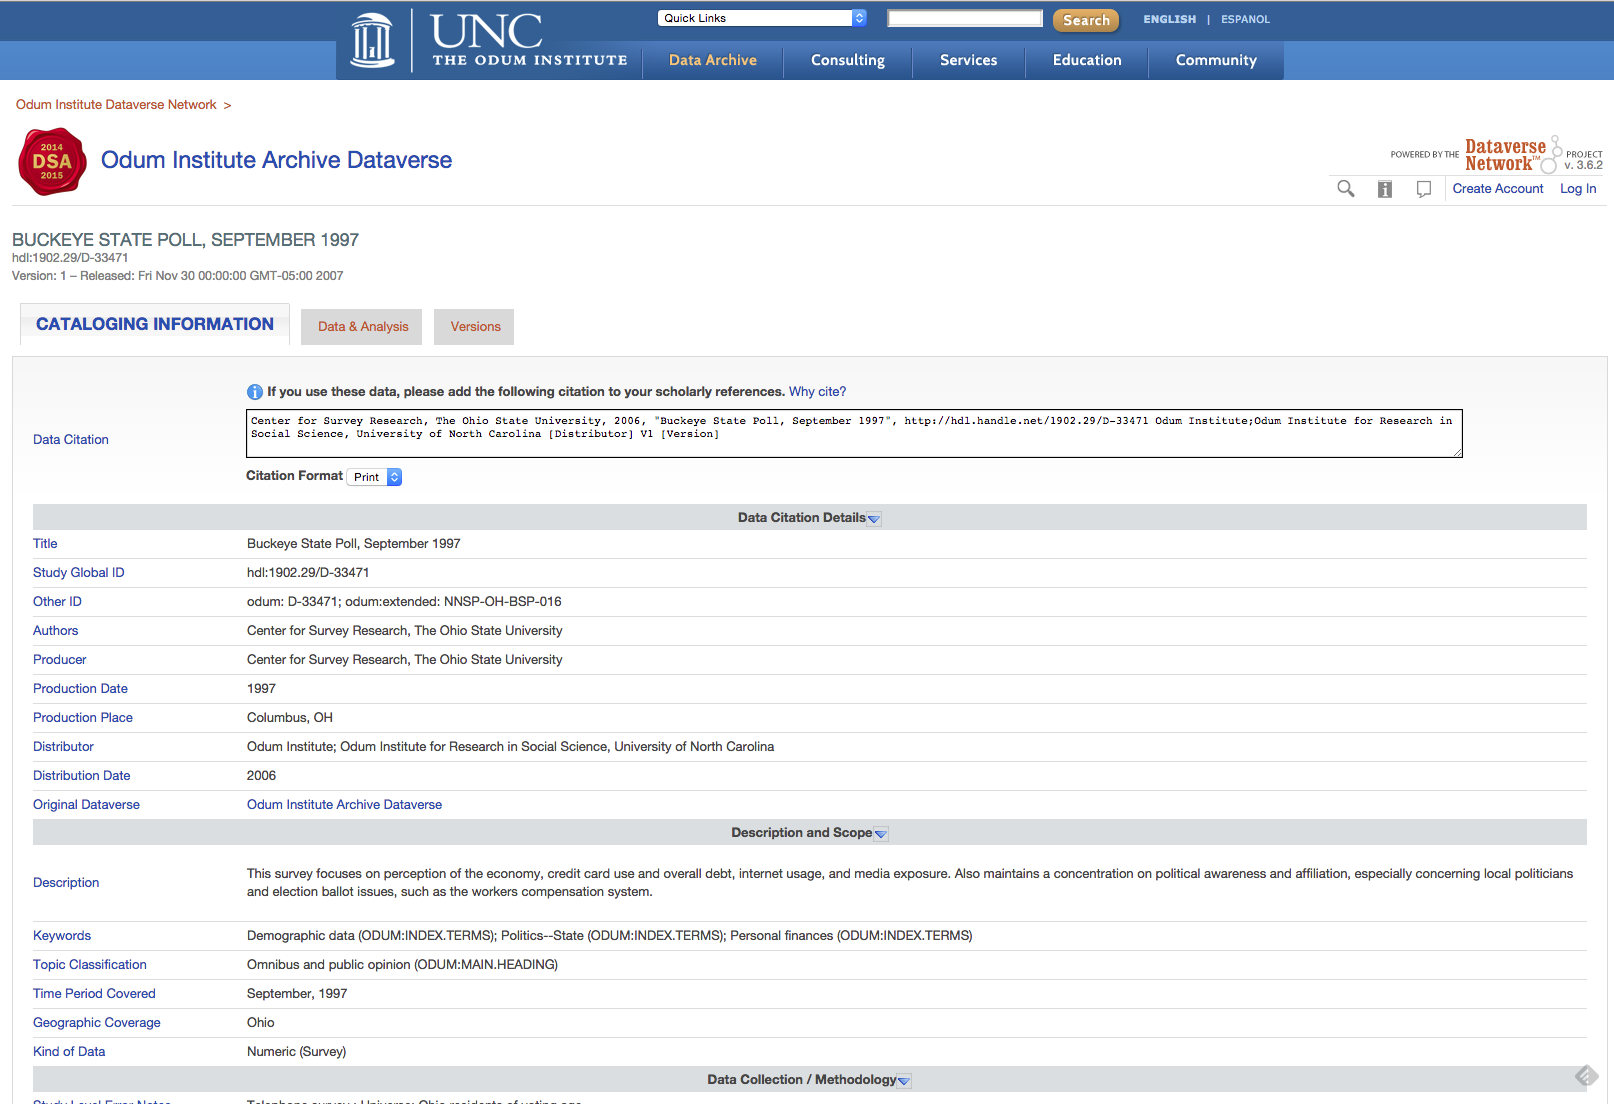 Quick Links
Search
ENGLISH | ESPANOL
UNC
THE ODUM INSTITUTE
Data Archive
Consulting
Services
Education
Community
Odum Institute Dataverse Network >
2014
DSA
2015
Odum Institute Archive Dataverse
POWERED BY THE Dataverse Network™ PROJECT
v. 3.6.2
Create Account
Log In
BUCKEYE STATE POLL, SEPTEMBER 1997
hdl:1902.29/D-33471
Version: 1 – Released: Fri Nov 30 00:00:00 GMT-05:00 2007
CATALOGING INFORMATION
Data & Analysis
Versions
If you use these data, please add the following citation to your scholarly references. Why cite?
Data Citation
Center for Survey Research, The Ohio State University, 2006, "Buckeye State Poll, September 1997", http://hdl.handle.net/1902.29/D-33471 Odum Institute;Odum Institute for Research in
Social Science, University of North Carolina [Distributor] V1 [Version]
Citation Format Print
Data Citation Details
Title Buckeye State Poll, September 1997
Study Global ID hdl:1902.29/D-33471
Other ID odum: D-33471; odum:extended: NNSP-OH-BSP-016
Authors Center for Survey Research, The Ohio State University
Producer Center for Survey Research, The Ohio State University
Production Date 1997
Production Place Columbus, OH
Distributor Odum Institute; Odum Institute for Research in Social Science, University of North Carolina
Distribution Date 2006
Original Dataverse Odum Institute Archive Dataverse
Description and Scope
Description This survey focuses on perception of the economy, credit card use and overall debt, internet usage, and media exposure. Also maintains a concentration on political awareness and affiliation, especially concerning local politicians
and election ballot issues, such as the workers compensation system.
Keywords Demographic data (ODUM:INDEX.TERMS); Politics--State (ODUM:INDEX.TERMS); Personal finances (ODUM:INDEX.TERMS)
Topic Classification Omnibus and public opinion (ODUM:MAIN.HEADING)
Time Period Covered September, 1997
Geographic Coverage Ohio
Kind of Data Numeric (Survey)
Data Collection / Methodology
Study Level Error Notes Telephone survey.; Universe: Ohio residents of voting age